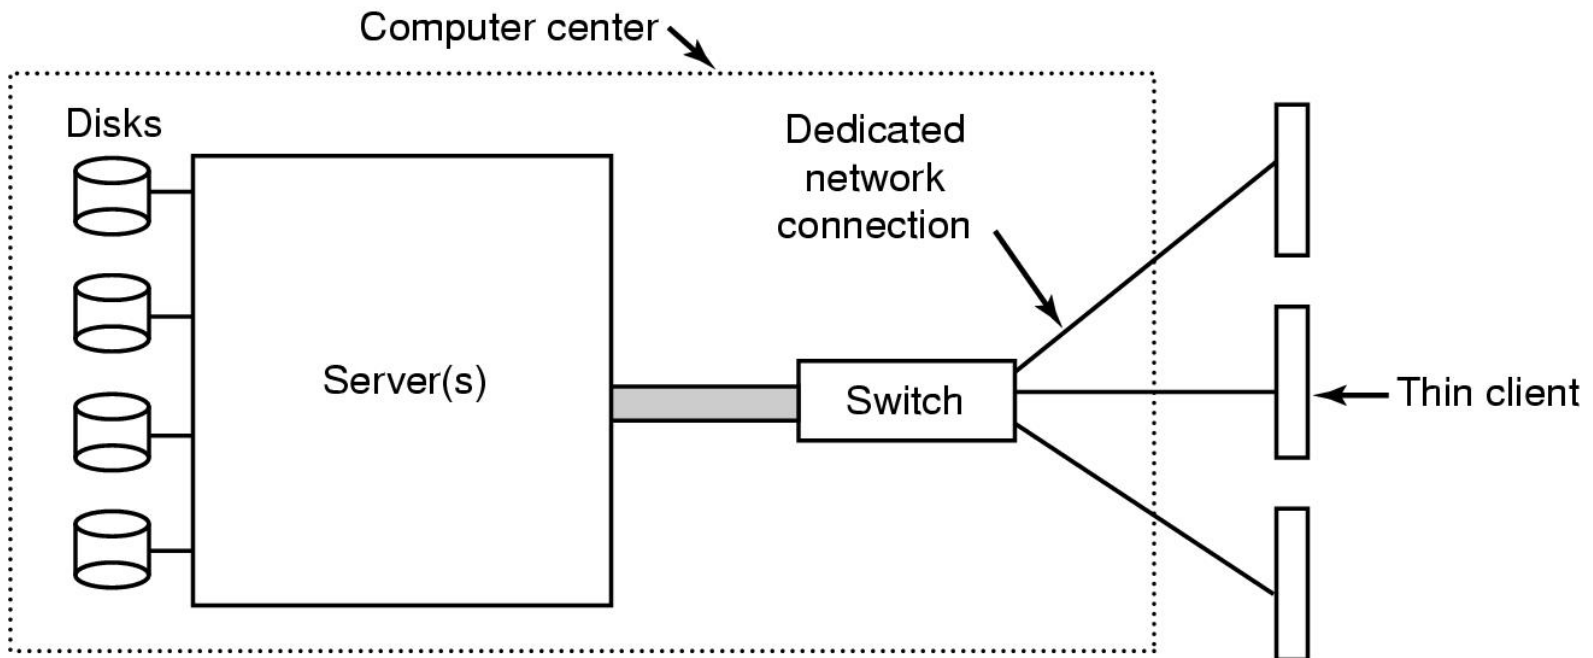 Computer center
Disks
Dedicated
network
connection
Server(s)
Switch
Thin client